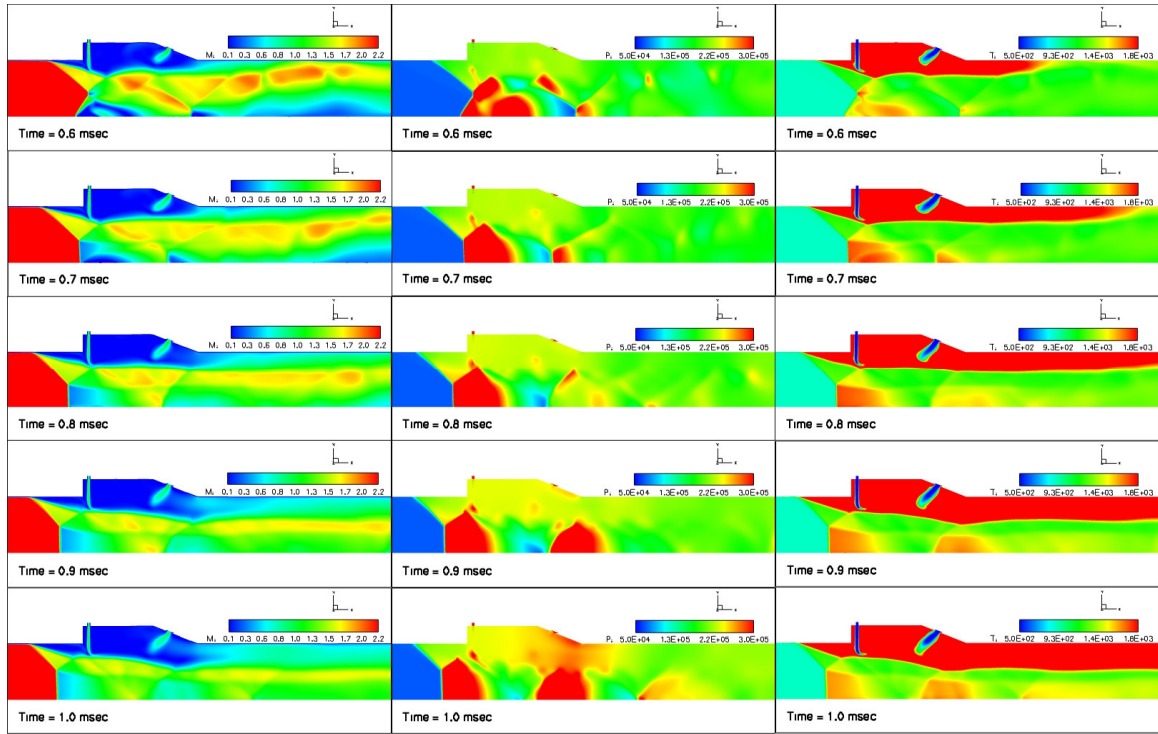 M: 0.1 0.3 0.6 0.8 1.0 1.3 1.5 1.7 2.0 2.2
Time = 0.6 msec
P: 5.0E+04 1.3E+05 2.2E+05 3.0E+05
Time = 0.6 msec
T: 5.0E+02 9.3E+02 1.4E+03 1.8E+03
Time = 0.6 msec
M: 0.1 0.3 0.6 0.8 1.0 1.3 1.5 1.7 2.0 2.2
Time = 0.7 msec
P: 5.0E+04 1.3E+05 2.2E+05 3.0E+05
Time = 0.7 msec
T: 5.0E+02 9.3E+02 1.4E+03 1.8E+03
Time = 0.7 msec
M: 0.1 0.3 0.6 0.8 1.0 1.3 1.5 1.7 2.0 2.2
Time = 0.8 msec
P: 5.0E+04 1.3E+05 2.2E+05 3.0E+05
Time = 0.8 msec
T: 5.0E+02 9.3E+02 1.4E+03 1.8E+03
Time = 0.8 msec
M: 0.1 0.3 0.6 0.8 1.0 1.3 1.5 1.7 2.0 2.2
Time = 0.9 msec
P: 5.0E+04 1.3E+05 2.2E+05 3.0E+05
Time = 0.9 msec
T: 5.0E+02 9.3E+02 1.4E+03 1.8E+03
Time = 0.9 msec
M: 0.1 0.3 0.6 0.8 1.0 1.3 1.5 1.7 2.0 2.2
Time = 1.0 msec
P: 5.0E+04 1.3E+05 2.2E+05 3.0E+05
Time = 1.0 msec
T: 5.0E+02 9.3E+02 1.4E+03 1.8E+03
Time = 1.0 msec